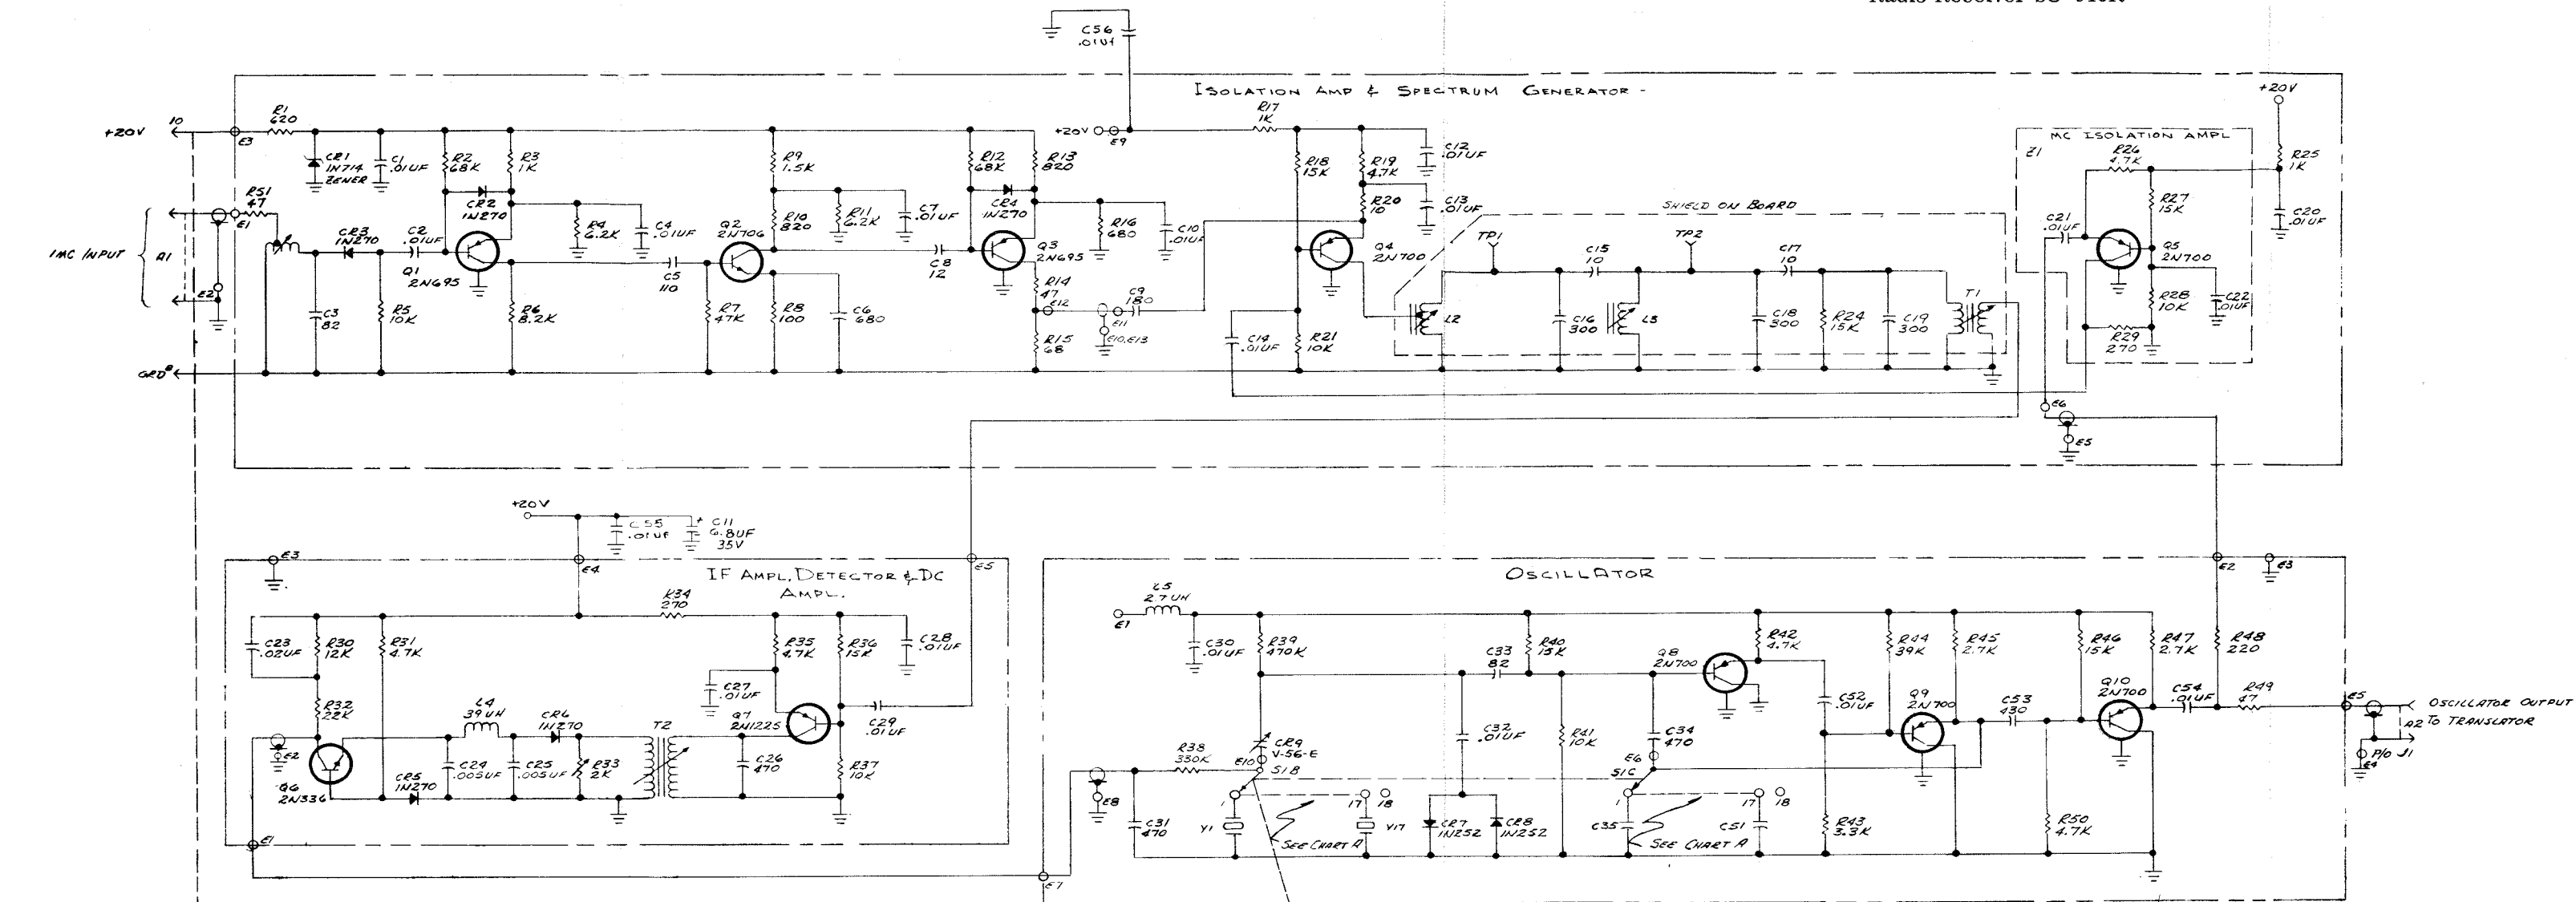 Radio Receiver SC-910R
C56
.01Uf
ISOLATION AMP & SPECTRUM GENERATOR -
+20V
10
E3
R1
620
CR1
1N714
ZENER
C1
.01UF
R2
68K
R3
1K
CR2
1N270
R4
6.2K
C4
.01UF
R9
1.5K
R10
820
R11
6.2K
C7
.01UF
R12
68K
R13
820
CR4
1N270
R16
680
C10
.01UF
+20V
E9
R17
1K
R18
15K
R19
4.7K
R20
10
C12
.01UF
C13
.01UF
SHIELD ON BOARD
MC ISOLATION AMPL
Z1
R26
4.7K
+20V
R25
1K
R27
15K
C20
.01UF
C21
.01UF
Q5
2N700
R28
10K
C22
.01UF
R29
270
1MC INPUT
A1
R51
47
E1
E2
CR3
1N270
C2
.01UF
Q1
2N695
C3
82
R5
10K
R6
8.2K
C5
110
Q2
2N706
R7
47K
R8
100
C6
680
C8
12
Q3
2N695
R14
47
E12
C9
180
E11
E10,E13
R15
68
Q4
2N700
TP1
TP2
C15
10
C17
10
L2
C16
300
L3
C18
300
R24
15K
C19
300
T1
C14
.01UF
R21
10K
GRD
E6
E5
+20V
C55
.01UF
C11
6.8UF
35V
E3
E4
E5
IF AMPL, DETECTOR & DC
AMPL.
R34
270
C23
.02UF
R30
12K
R31
4.7K
R32
22K
R35
4.7K
R36
15K
C28
.01UF
C27
.01UF
L4
39UH
CR6
1N270
T2
Q7
2N1225
C29
.01UF
E2
Q6
2N336
CR5
1N270
C24
.005UF
C25
.005UF
R33
2K
C26
470
R37
10K
E1
E7
OSCILLATOR
E2
E3
L5
2.7UH
E1
C30
.01UF
R39
470K
C33
82
R40
15K
Q8
2N700
R42
4.7K
R44
39K
R45
2.7K
R46
15K
R47
2.7K
R48
220
CR9
V-56-E
E10
S1B
R38
330K
C32
.01UF
R41
10K
C34
470
E6
S1C
C52
.01UF
Q9
2N700
C53
430
Q10
2N700
C54
.01UF
R49
47
E5
OSCILLATOR OUTPUT
A2 TO TRANSLATOR
P/O J1
E4
E8
C31
470
1
Y1
17
18
Y17
SEE CHART A
CR7
1N252
CR8
1N252
1
C35
17
18
C51
SEE CHART A
R43
3.3K
R50
4.7K